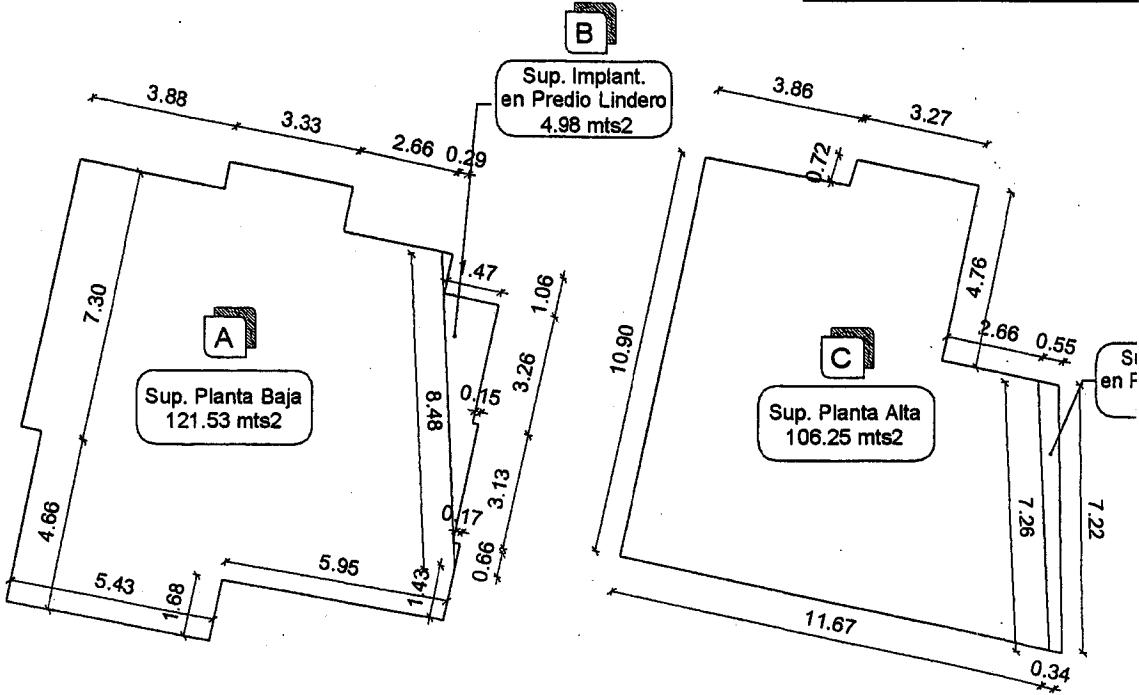 B
Sup. Implant.
en Predio Lindero
4.98 mts2
3.88
3.33
2.66
0.29
1.47
1.06
7.30
A
Sup. Planta Baja
121.53 mts2
8.48
0.15
3.26
3.13
0.17
0.66
4.66
5.43
1.68
5.95
1.43
3.86
3.27
0.72
4.76
10.90
2.66
0.55
C
Sup. Planta Alta
106.25 mts2
en
7.26
7.22
11.67
0.34